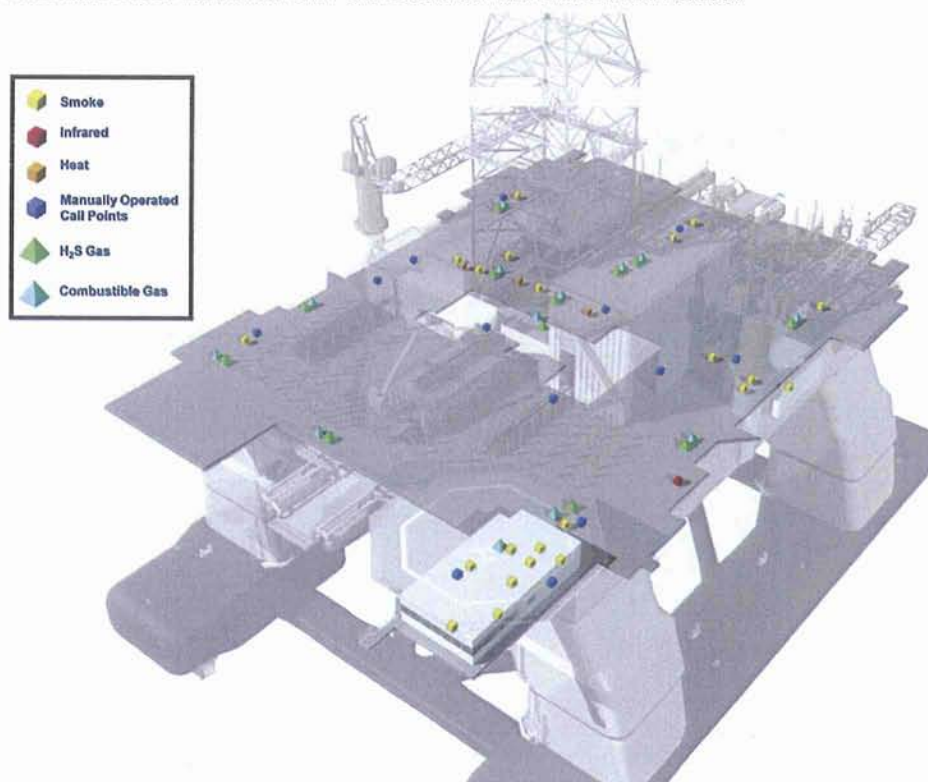 Smoke
Infrared
Heat
Manually Operated
Call Points
H₂S Gas
Combustible Gas